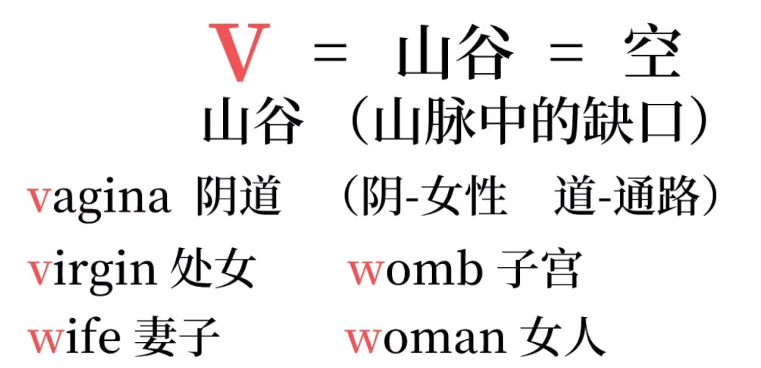 V = 山谷 = 空
山谷（山脉中的缺口）
vagina 阴道 （阴-女性 道-通路）
virgin 处女 womb 子宫
wife 妻子 woman 女人